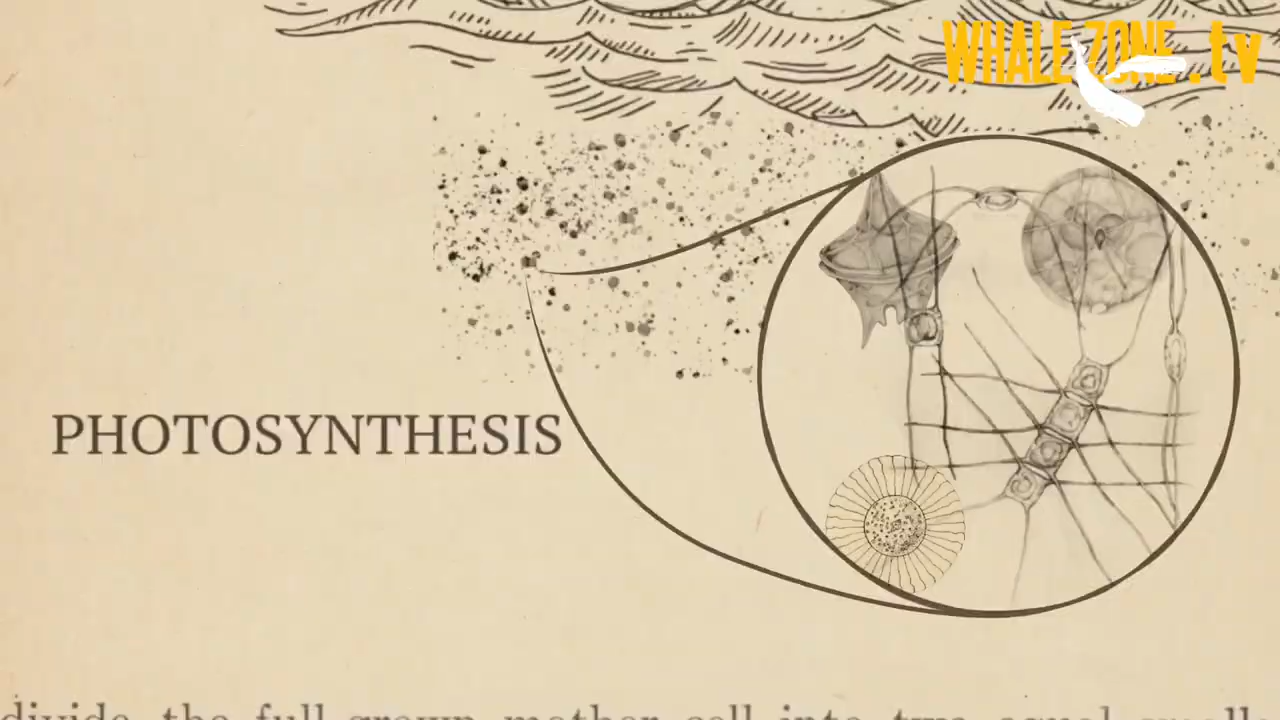 WHALE ZONE.tv
PHOTOSYNTHESIS
divide the full-grown mother cell into two equal